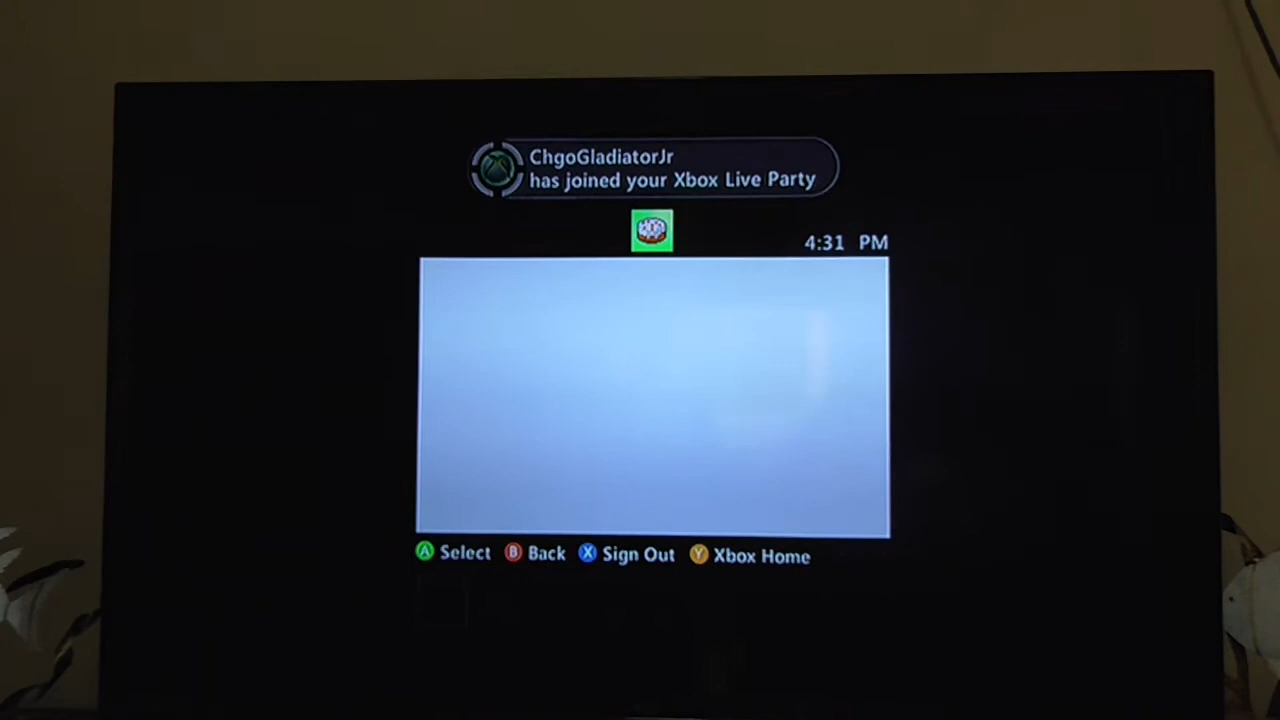 ChgoGladiatorJr
has joined your Xbox Live Party
4:31 PM
A Select B Back X Sign Out Y Xbox Home